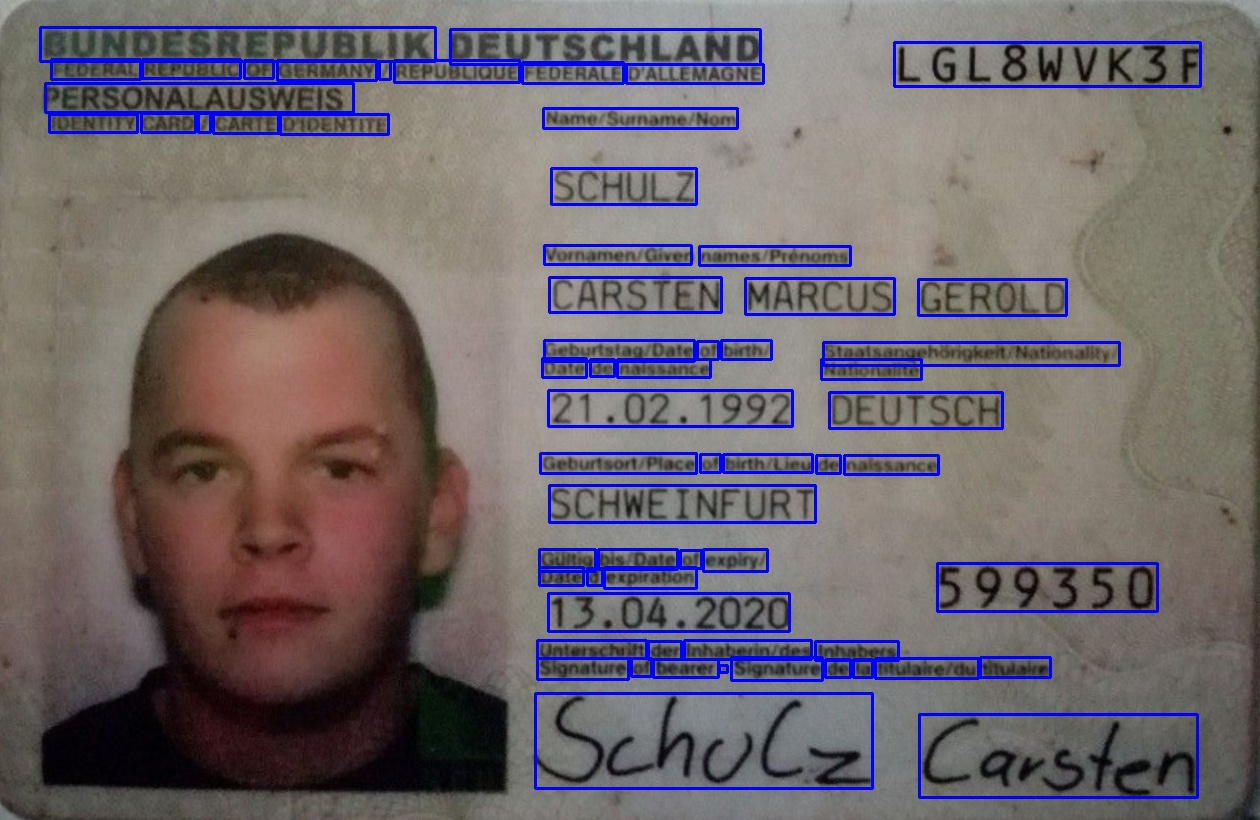 BUNDESREPUBLIK DEUTSCHLAND
FEDERAL REPUBLIC OF GERMANY / REPUBLIQUE FEDERALE D'ALLEMAGNE
LGL8WVK3F
PERSONALAUSWEIS
IDENTITY CARD / CARTE D'IDENTITE
Name/Surname/Nom
SCHULZ
Vornamen/Given names/Prénoms
CARSTEN MARCUS GEROLD
Geburtstag/Date of birth/
Date de naissance
Staatsangehörigkeit/Nationality/
Nationalité
21.02.1992 DEUTSCH
Geburtsort/Place of birth/Lieu de naissance
SCHWEINFURT
Gültig bis/Date of expiry/
Date d'expiration
13.04.2020
599350
Unterschrift der Inhaberin/des Inhabers
Signature of bearer - Signature de la titulaire/du titulaire
Schulz Carsten